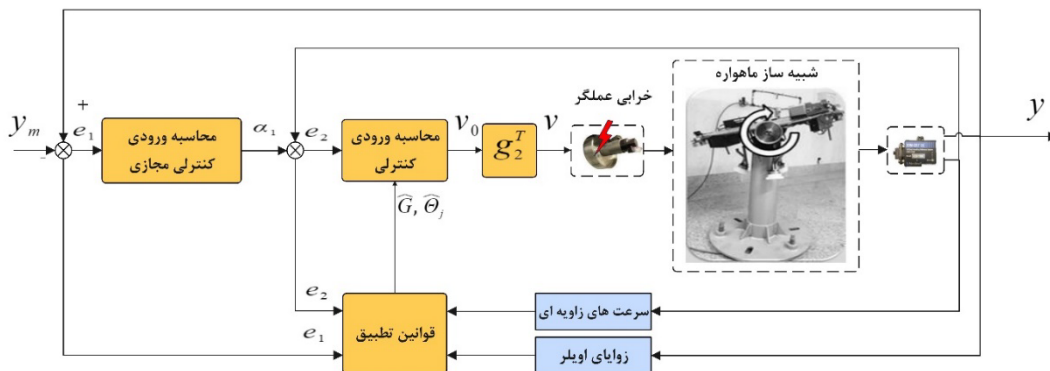 شبیه ساز ماهواره
خرابی عملگر
y
y_m
+
-
e_1
محاسبه ورودی
کنترلی مجازی
α_1
e_2
محاسبه ورودی
کنترلی
v_0
g_2^T
v
Ĝ, Θ̂_j
e_2
e_1
قوانین تطبیق
سرعت های زاویه ای
زوایای اویلر